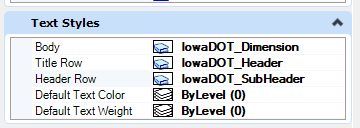 Text Styles
Body IowaDOT_Dimension
Title Row IowaDOT_Header
Header Row IowaDOT_SubHeader
Default Text Color ByLevel (0)
Default Text Weight ByLevel (0)